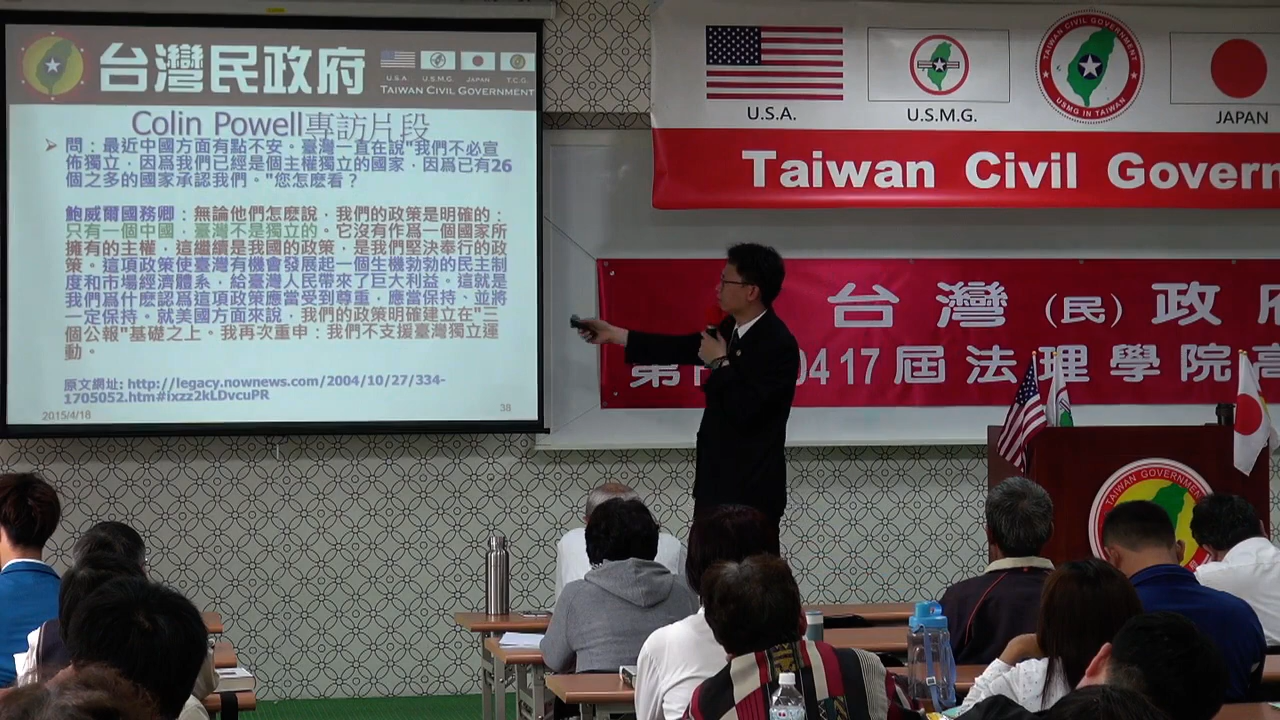 台灣民政府
U.S.A
U.S.M.G
JAPAN
T.C.G.
TAIWAN CIVIL GOVERNMENT
Colin Powell專訪片段
問：最近中國方面有點不安。臺灣一直在說"我們不必宣
佈獨立，因爲我們已經是個主權獨立的國家，因爲已有26
個之多的國家承認我們。"您怎麽看？
鮑威爾國務卿：無論他們怎麽說，我們的政策是明確的：
只有一個中國，臺灣不是獨立的。它沒有作爲一個國家所
擁有的主權，這繼續是我國的政策，是我們堅決奉行的政
策。這項政策使臺灣有機會發展起一個生機勃勃的民主制
度和市場經濟體系，給臺灣人民帶來了巨大利益。這就是
我們爲什麽認爲這項政策應當受到尊重，應當保持、並將
一定保持。就美國方面來說，我們的政策明確建立在"三
個公報"基礎之上。我再次重申：我們不支援臺灣獨立運
動。
原文網址: http://legacy.nownews.com/2004/10/27/334-
1705052.htm#ixzz2kLDvcuPR
2015/4/18
38
U.S.A.
U.S.M.G.
TAIWAN CIVIL GOVERNMENT
USMG IN TAIWAN
JAPAN
Taiwan Civil Govern
台灣(民)政府
第 0417屆法理學院高
TAIWAN GOVERNMENT